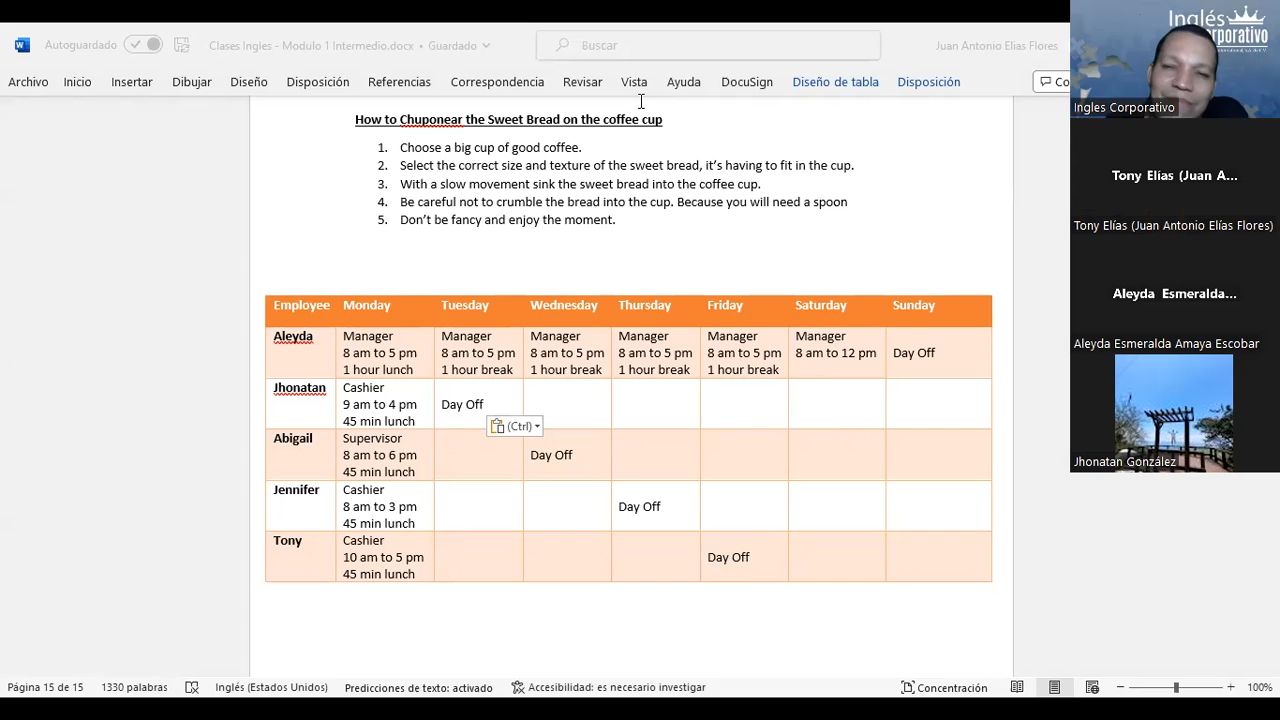 Autoguardado
Clases Ingles - Modulo 1 Intermedio.docx • Guardado
Buscar
Juan Antonio Elias Flores
Archivo Inicio Insertar Dibujar Diseño Disposición Referencias Correspondencia Revisar Vista Ayuda DocuSign Diseño de tabla Disposición Co
How to Chuponear the Sweet Bread on the coffee cup
1. Choose a big cup of good coffee.
2. Select the correct size and texture of the sweet bread, it's having to fit in the cup.
3. With a slow movement sink the sweet bread into the coffee cup.
4. Be careful not to crumble the bread into the cup. Because you will need a spoon
5. Don't be fancy and enjoy the moment.
Employee Monday Tuesday Wednesday Thursday Friday Saturday Sunday
Aleyda Manager Manager Manager Manager Manager Manager
8 am to 5 pm 8 am to 5 pm 8 am to 5 pm 8 am to 5 pm 8 am to 5 pm 8 am to 12 pm Day Off
1 hour lunch 1 hour break 1 hour break 1 hour break 1 hour break
Jhonatan Cashier
9 am to 4 pm Day Off
45 min lunch
(Ctrl)
Abigail Supervisor
8 am to 6 pm Day Off
45 min lunch
Jennifer Cashier
8 am to 3 pm Day Off
45 min lunch
Tony Cashier
10 am to 5 pm Day Off
45 min lunch
Página 15 de 15 1330 palabras Inglés (Estados Unidos) Predicciones de texto: activado Accesibilidad: es necesario investigar Concentración 100%
Inglés
Corporativo
Ingles Corporativo
Tony Elías (Juan A...
Tony Elías (Juan Antonio Elías Flores)
Aleyda Esmeralda...
Aleyda Esmeralda Amaya Escobar
Jhonatan González